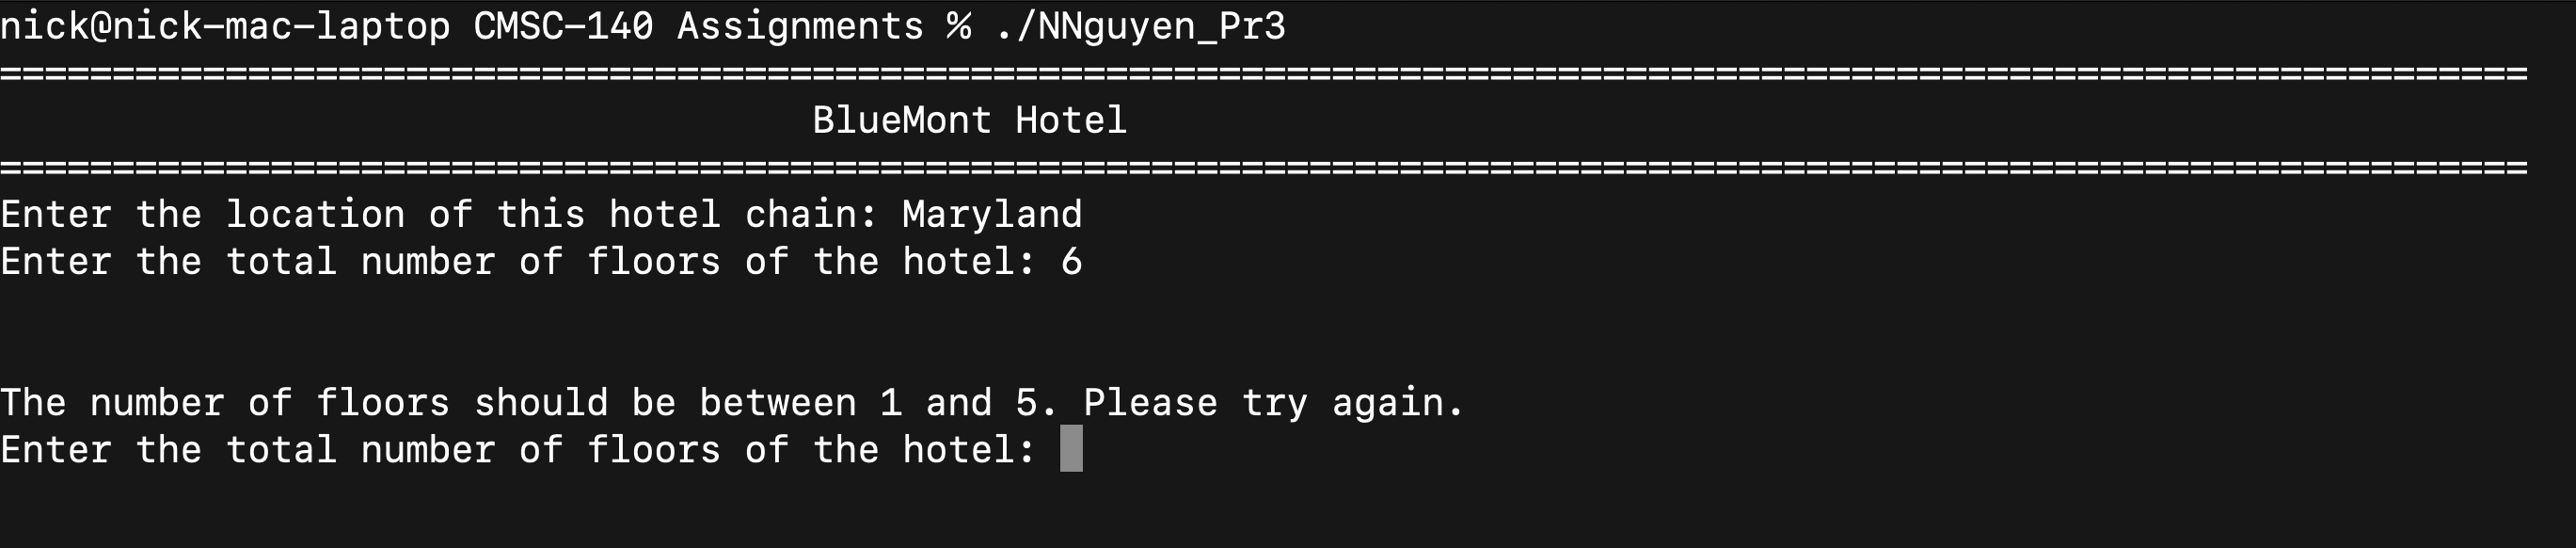 nick@nick-mac-laptop CMSC-140 Assignments % ./NNguyen_Pr3
================================================================================================================
BlueMont Hotel
================================================================================================================
Enter the location of this hotel chain: Maryland
Enter the total number of floors of the hotel: 6
The number of floors should be between 1 and 5. Please try again.
Enter the total number of floors of the hotel: